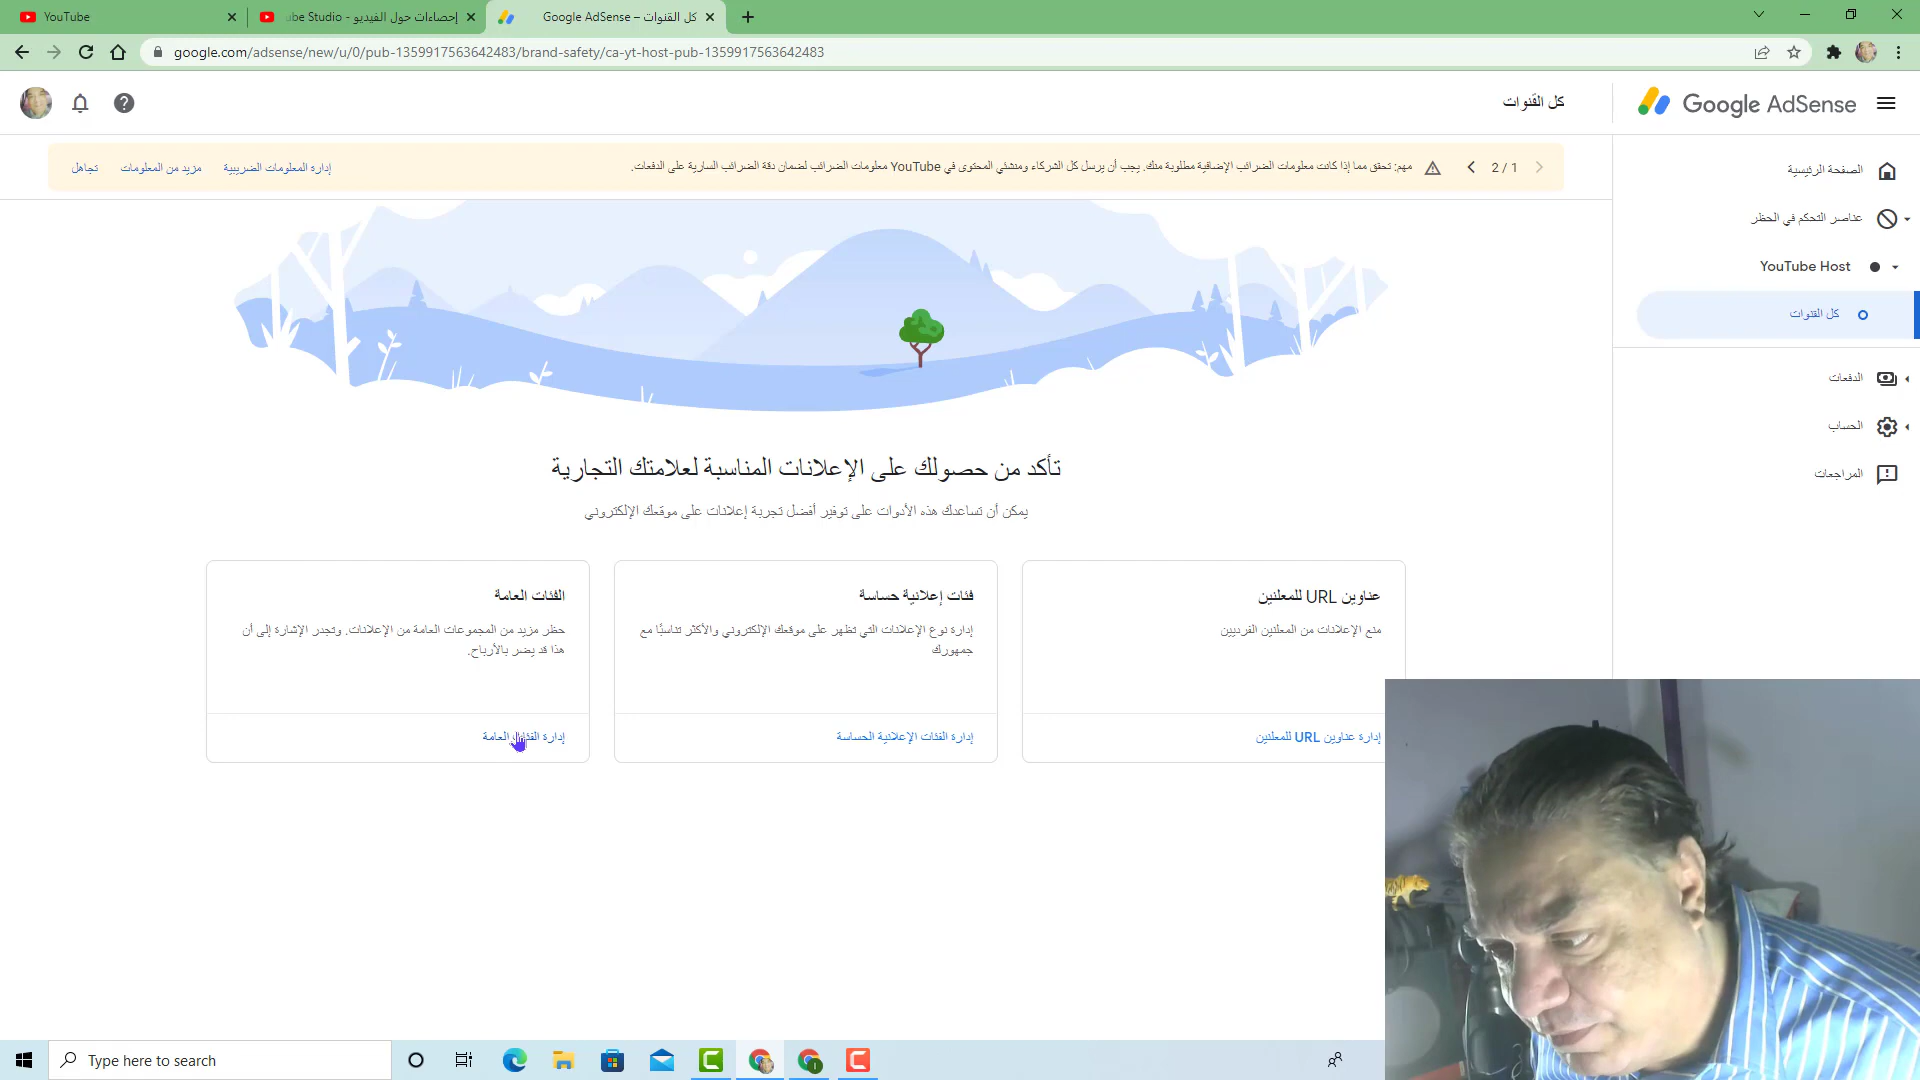 YouTube
إحصاءات حول الفيديو - ube Studio
كل القنوات – Google AdSense
google.com/adsense/new/u/0/pub-1359917563642483/brand-safety/ca-yt-host-pub-1359917563642483
Google AdSense
كل القنوات
1 / 2
مهم: تحقق مما إذا كانت معلومات الضرائب الإضافية مطلوبة منك. يجب أن يرسل كل الشركاء ومنشئي المحتوى في YouTube معلومات الضرائب لضمان دقة الضرائب السارية على الدفعات.
إدارة المعلومات الضريبية
مزيد من المعلومات
تجاهل
الصفحة الرئيسية
عناصر التحكم في الحظر
YouTube Host
كل القنوات
الدفعات
الحساب
المراجعات
تأكد من حصولك على الإعلانات المناسبة لعلامتك التجارية
يمكن أن تساعدك هذه الأدوات على توفير أفضل تجربة إعلانات على موقعك الإلكتروني
عناوين URL للمعلنين
منع الإعلانات من المعلنين الفرديين
إدارة عناوين URL للمعلنين
فئات إعلانية حساسة
إدارة نوع الإعلانات التي تظهر على موقعك الإلكتروني والأكثر تناسبًا مع
جمهورك
إدارة الفئات الإعلانية الحساسة
الفئات العامة
حظر مزيد من المجموعات العامة من الإعلانات. وتجدر الإشارة إلى أن
هذا قد يضر بالأرباح.
إدارة الفئات العامة
Type here to search